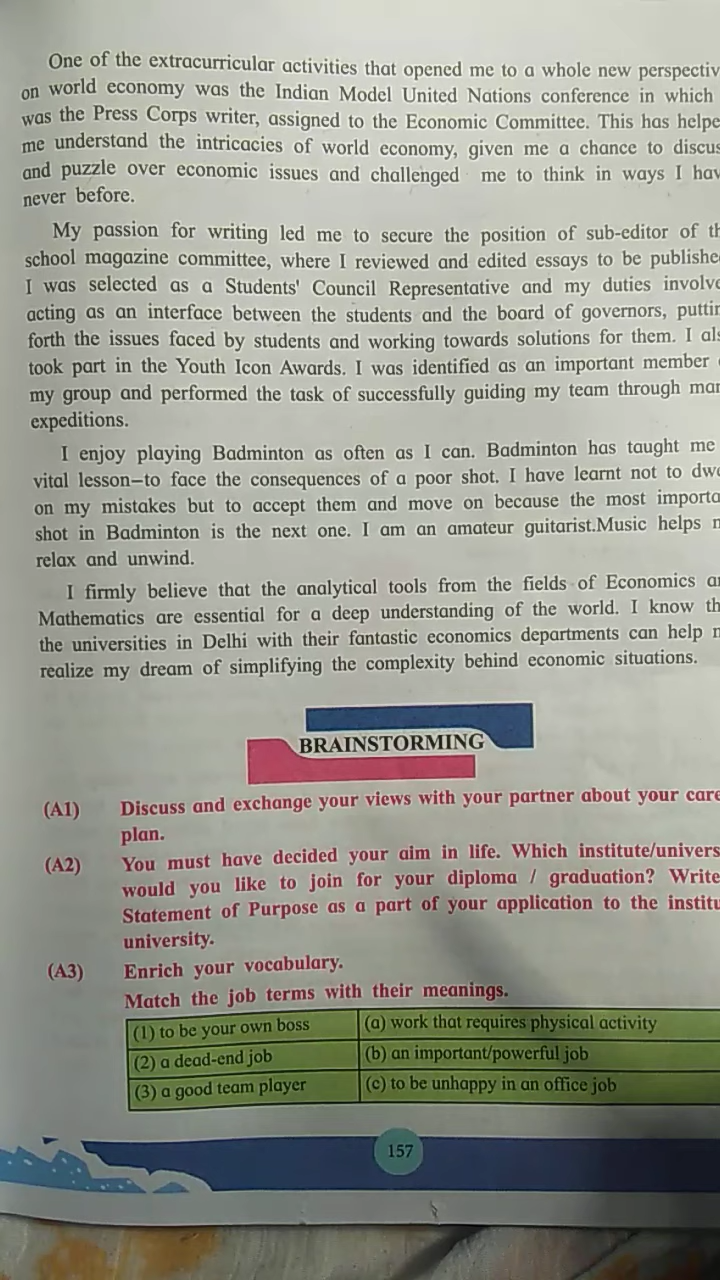 One of the extracurricular activities that opened me to a whole new perspectiv
on world economy was the Indian Model United Nations conference in which
was the Press Corps writer, assigned to the Economic Committee. This has helpe
me understand the intricacies of world economy, given me a chance to discus
and puzzle over economic issues and challenged me to think in ways I hav
never before.
My passion for writing led me to secure the position of sub-editor of th
school magazine committee, where I reviewed and edited essays to be publishe
I was selected as a Students' Council Representative and my duties involve
acting as an interface between the students and the board of governors, puttin
forth the issues faced by students and working towards solutions for them. I als
took part in the Youth Icon Awards. I was identified as an important member
my group and performed the task of successfully guiding my team through man
expeditions.
I enjoy playing Badminton as often as I can. Badminton has taught me
vital lesson–to face the consequences of a poor shot. I have learnt not to dwe
on my mistakes but to accept them and move on because the most importa
shot in Badminton is the next one. I am an amateur guitarist.Music helps m
relax and unwind.
I firmly believe that the analytical tools from the fields of Economics an
Mathematics are essential for a deep understanding of the world. I know th
the universities in Delhi with their fantastic economics departments can help m
realize my dream of simplifying the complexity behind economic situations.
BRAINSTORMING
(A1) Discuss and exchange your views with your partner about your care
plan.
(A2) You must have decided your aim in life. Which institute/univers
would you like to join for your diploma / graduation? Write
Statement of Purpose as a part of your application to the institu
university.
(A3) Enrich your vocabulary.
Match the job terms with their meanings.
(1) to be your own boss (a) work that requires physical activity
(2) a dead-end job (b) an important/powerful job
(3) a good team player (c) to be unhappy in an office job
157